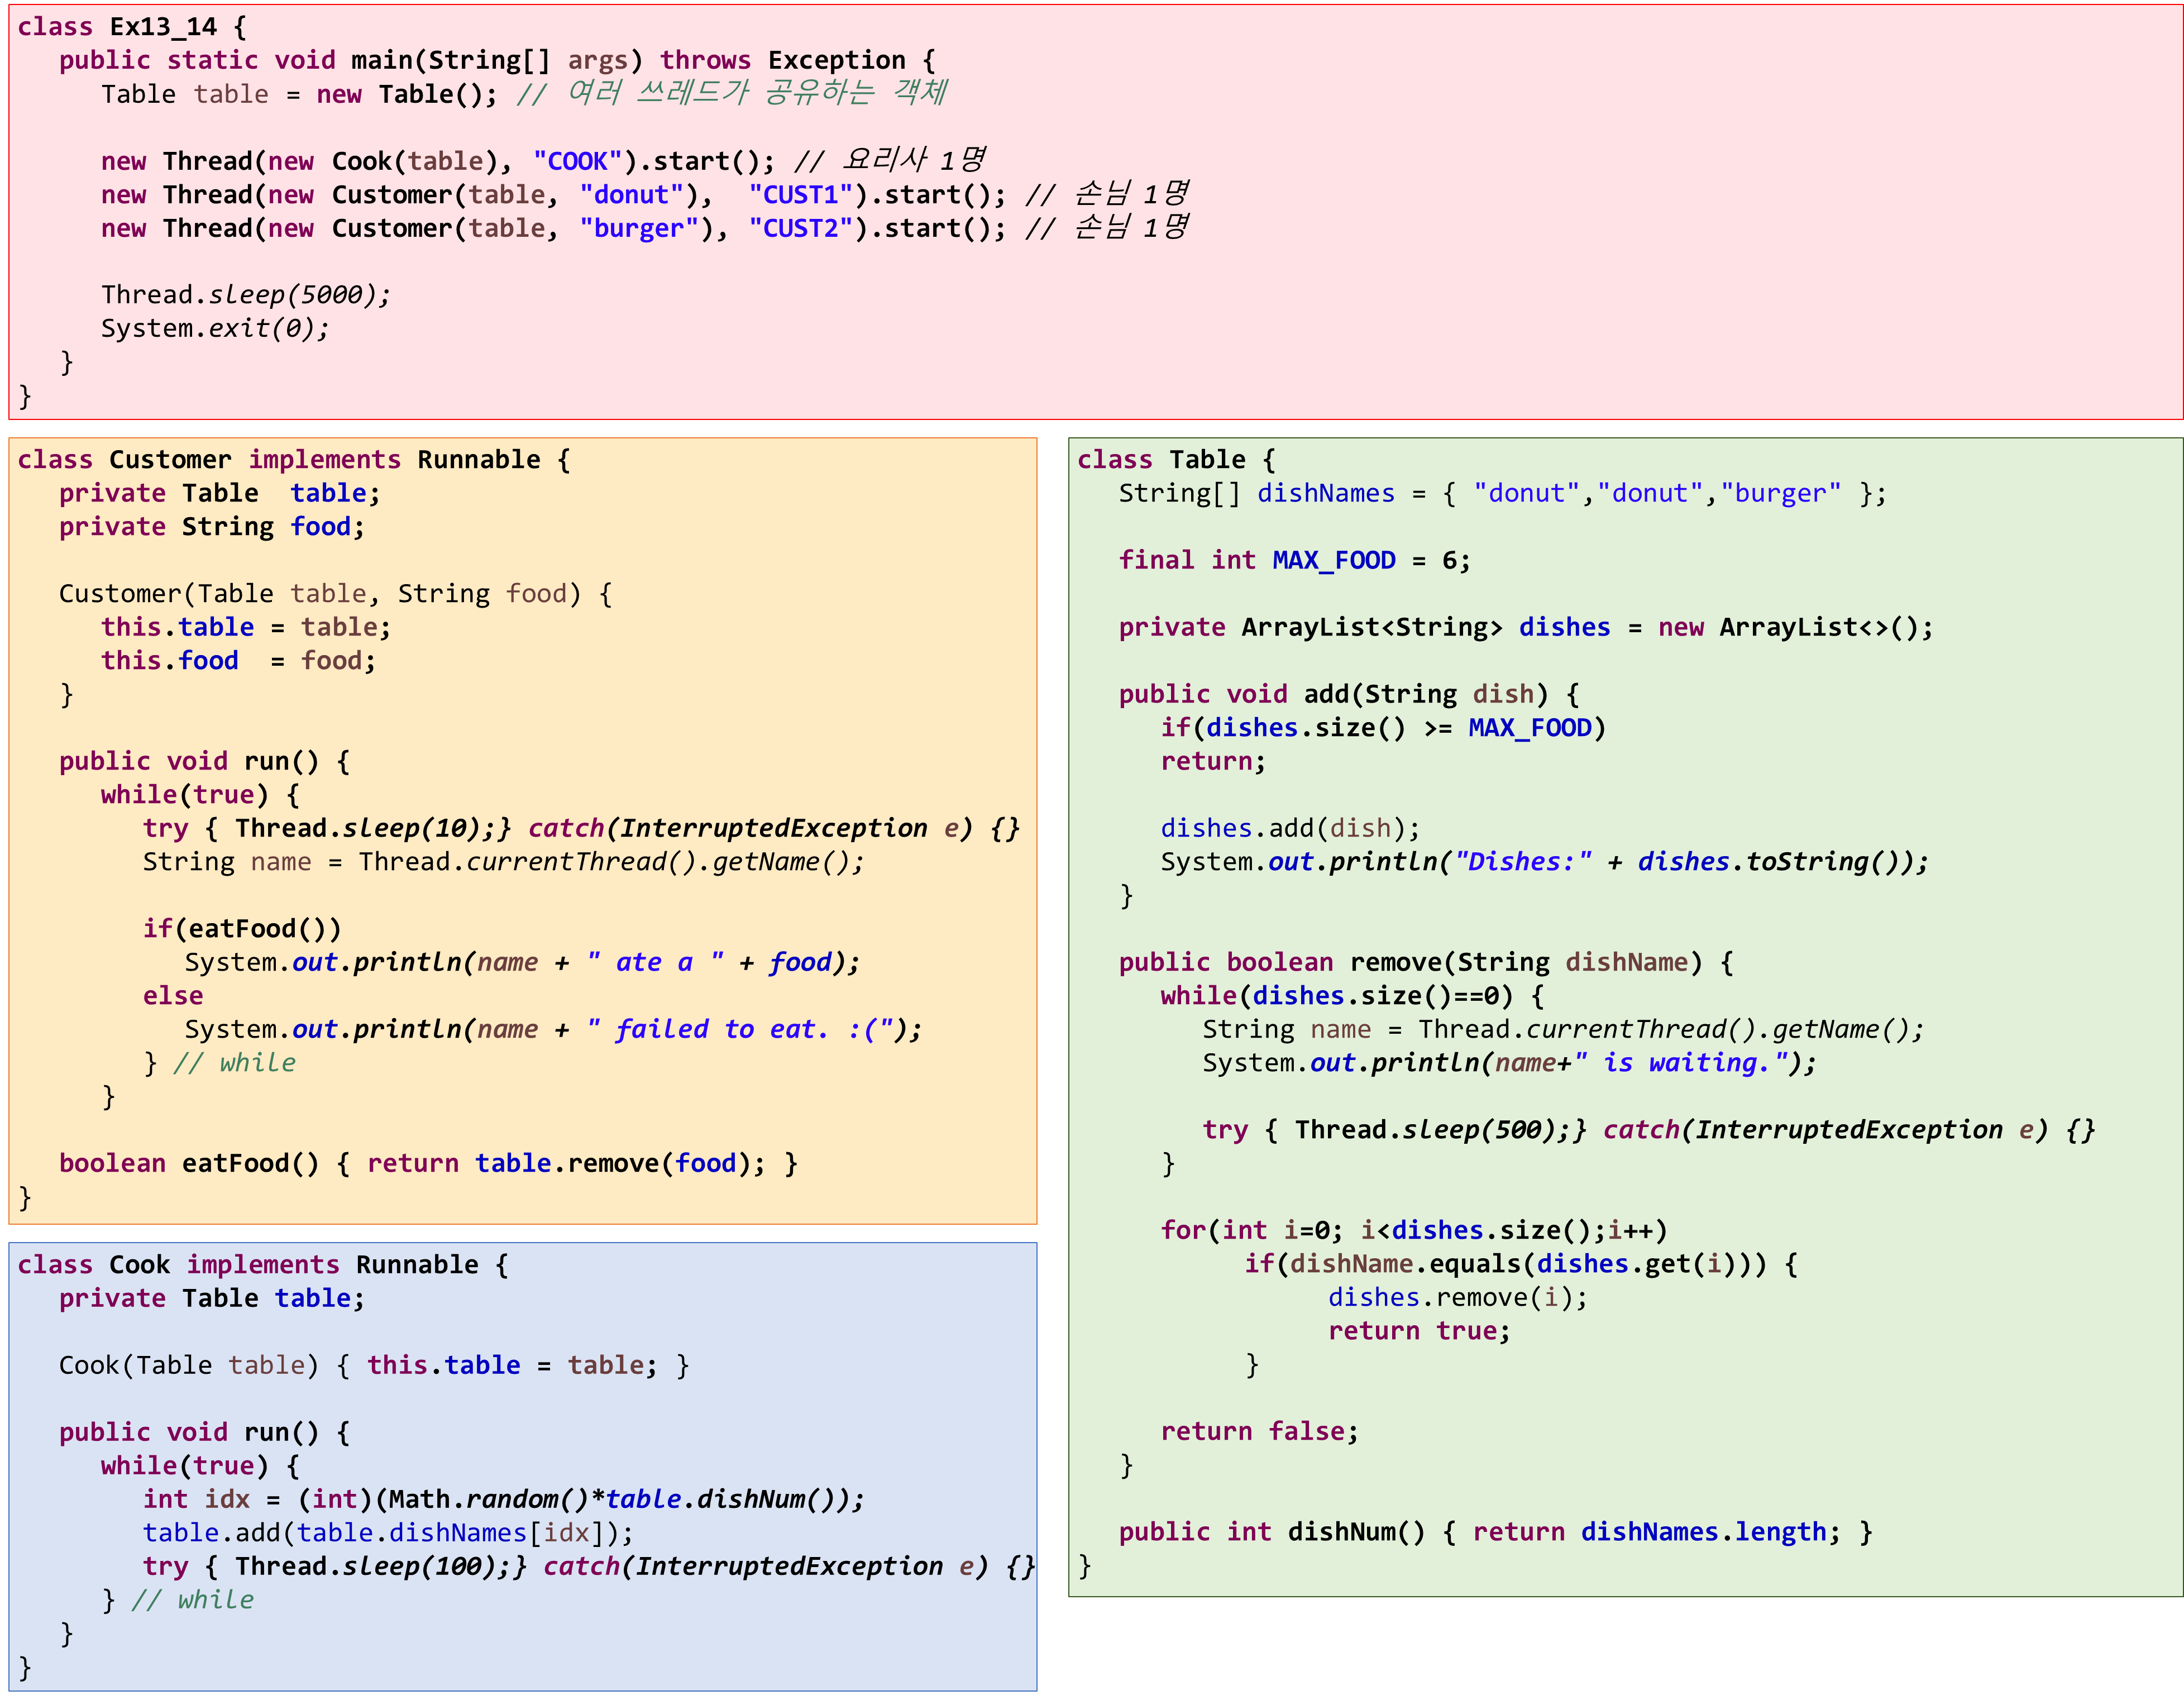 class Ex13_14 {
public static void main(String[] args) throws Exception {
Table table = new Table(); // 여러 쓰레드가 공유하는 객체
new Thread(new Cook(table), "COOK").start(); // 요리사 1명
new Thread(new Customer(table, "donut"),  "CUST1").start(); // 손님 1명
new Thread(new Customer(table, "burger"), "CUST2").start(); // 손님 1명
Thread.sleep(5000);
System.exit(0);
}
}
class Customer implements Runnable {
private Table  table;
private String food;
Customer(Table table, String food) {
this.table = table;
this.food  = food;
}
public void run() {
while(true) {
try { Thread.sleep(10);} catch(InterruptedException e) {}
String name = Thread.currentThread().getName();
if(eatFood())
System.out.println(name + " ate a " + food);
else
System.out.println(name + " failed to eat. :(");
} // while
}
boolean eatFood() { return table.remove(food); }
}
class Cook implements Runnable {
private Table table;
Cook(Table table) { this.table = table; }
public void run() {
while(true) {
int idx = (int)(Math.random()*table.dishNum());
table.add(table.dishNames[idx]);
try { Thread.sleep(100);} catch(InterruptedException e) {}
} // while
}
}
class Table {
String[] dishNames = { "donut","donut","burger" };
final int MAX_FOOD = 6;
private ArrayList<String> dishes = new ArrayList<>();
public void add(String dish) {
if(dishes.size() >= MAX_FOOD)
return;
dishes.add(dish);
System.out.println("Dishes:" + dishes.toString());
}
public boolean remove(String dishName) {
while(dishes.size()==0) {
String name = Thread.currentThread().getName();
System.out.println(name+" is waiting.");
try { Thread.sleep(500);} catch(InterruptedException e) {}
}
for(int i=0; i<dishes.size();i++)
if(dishName.equals(dishes.get(i))) {
dishes.remove(i);
return true;
}
return false;
}
public int dishNum() { return dishNames.length; }
}